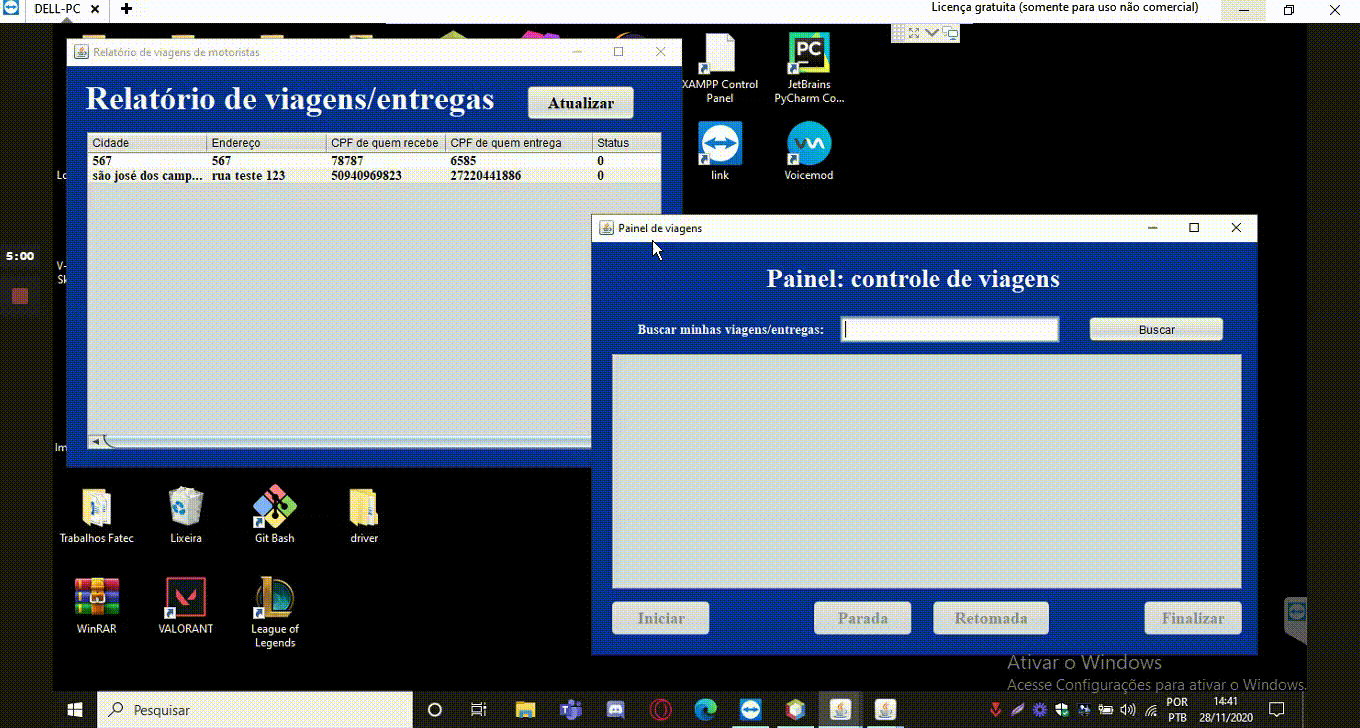 DELL-PC
Licença gratuita (somente para uso não comercial)
Relatório de viagens de motoristas
Relatório de viagens/entregas
Atualizar
Cidade Endereço CPF de quem recebe CPF de quem entrega Status
567 567 78787 6585 0
são josé dos camp... rua teste 123 50940969823 27220441886 0
XAMPP Control
Panel
PC
JetBrains
PyCharm Co...
link
Voicemod
5:00
Lo
V-
Sk
Im
Painel de viagens
Painel: controle de viagens
Buscar minhas viagens/entregas:
Buscar
Iniciar
Parada
Retomada
Finalizar
Trabalhos Fatec
Lixeira
Git Bash
driver
WinRAR
VALORANT
League of
Legends
Ativar o Windows
Acesse Configurações para ativar o Windows.
Pesquisar
POR
PTB
14:41
28/11/2020